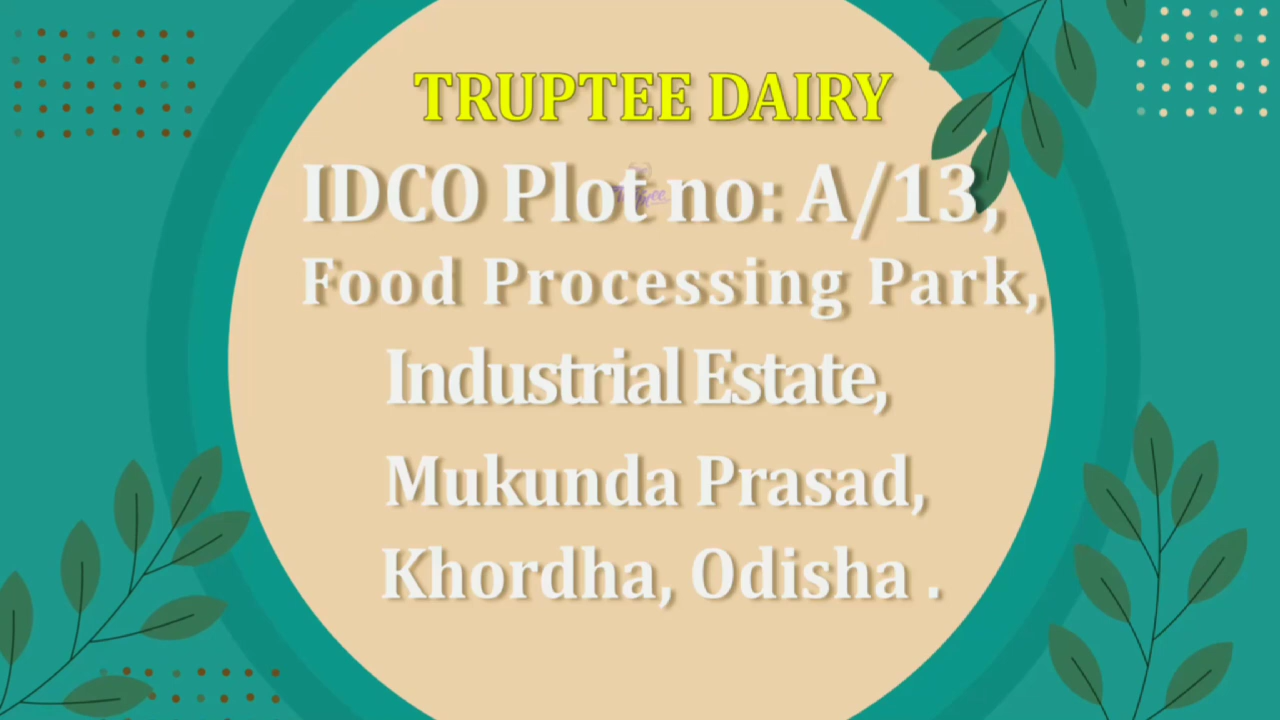 TRUPTEE DAIRY
IDCO Plot no: A/13,
Food Processing Park,
Industrial Estate,
Mukunda Prasad,
Khordha, Odisha .